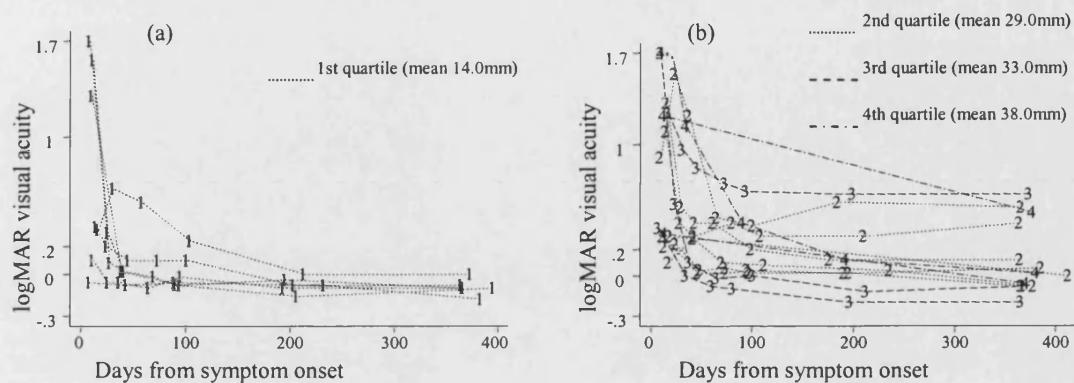 (a)
1st quartile (mean 14.0mm)
logMAR visual acuity
1.7
1
.2
0
-.3
0
100
200
300
400
Days from symptom onset
(b)
2nd quartile (mean 29.0mm)
3rd quartile (mean 33.0mm)
4th quartile (mean 38.0mm)
logMAR visual acuity
1.7
1
.2
0
-.3
0
100
200
300
400
Days from symptom onset